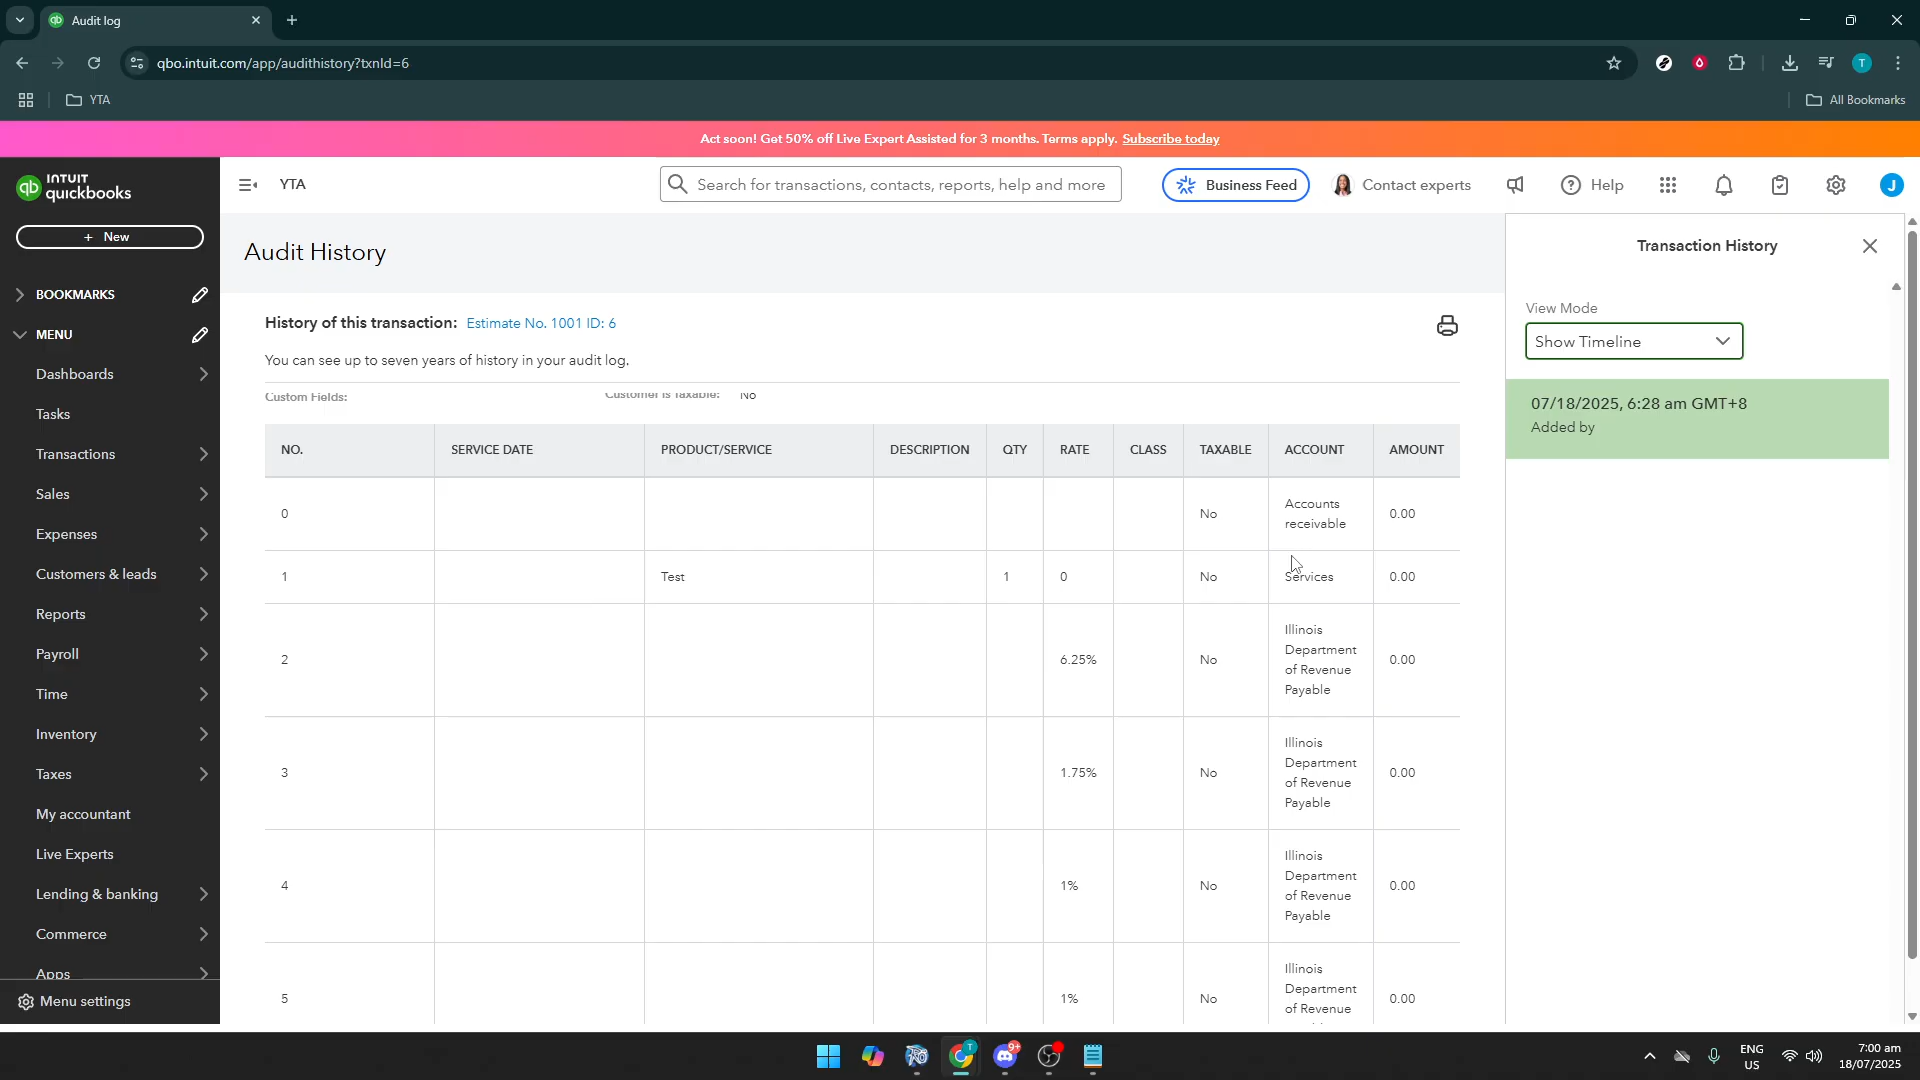 Audit log
qbo.intuit.com/app/audithistory?txnId=6
T
YTA
All Bookmarks
Act soon! Get 50% off Live Expert Assisted for 3 months. Terms apply. Subscribe today
qb INTUIT quickbooks
YTA
Search for transactions, contacts, reports, help and more
Business Feed
Contact experts
Help
J
+ New
BOOKMARKS
MENU
Dashboards
Tasks
Transactions
Sales
Expenses
Customers & leads
Reports
Payroll
Time
Inventory
Taxes
My accountant
Live Experts
Lending & banking
Commerce
Apps
Menu settings
Audit History
History of this transaction: Estimate No. 1001 ID: 6
You can see up to seven years of history in your audit log.
Custom Fields: Customer is Taxable: No
NO. SERVICE DATE PRODUCT/SERVICE DESCRIPTION QTY RATE CLASS TAXABLE ACCOUNT AMOUNT
0 No Accounts receivable 0.00
1 Test 1 0 No Services 0.00
2 6.25% No Illinois Department of Revenue Payable 0.00
3 1.75% No Illinois Department of Revenue Payable 0.00
4 1% No Illinois Department of Revenue Payable 0.00
5 1% No Illinois Department of Revenue 0.00
Transaction History
View Mode
Show Timeline
07/18/2025, 6:28 am GMT+8
Added by
T
9+
ENG
US
7:00 am
18/07/2025